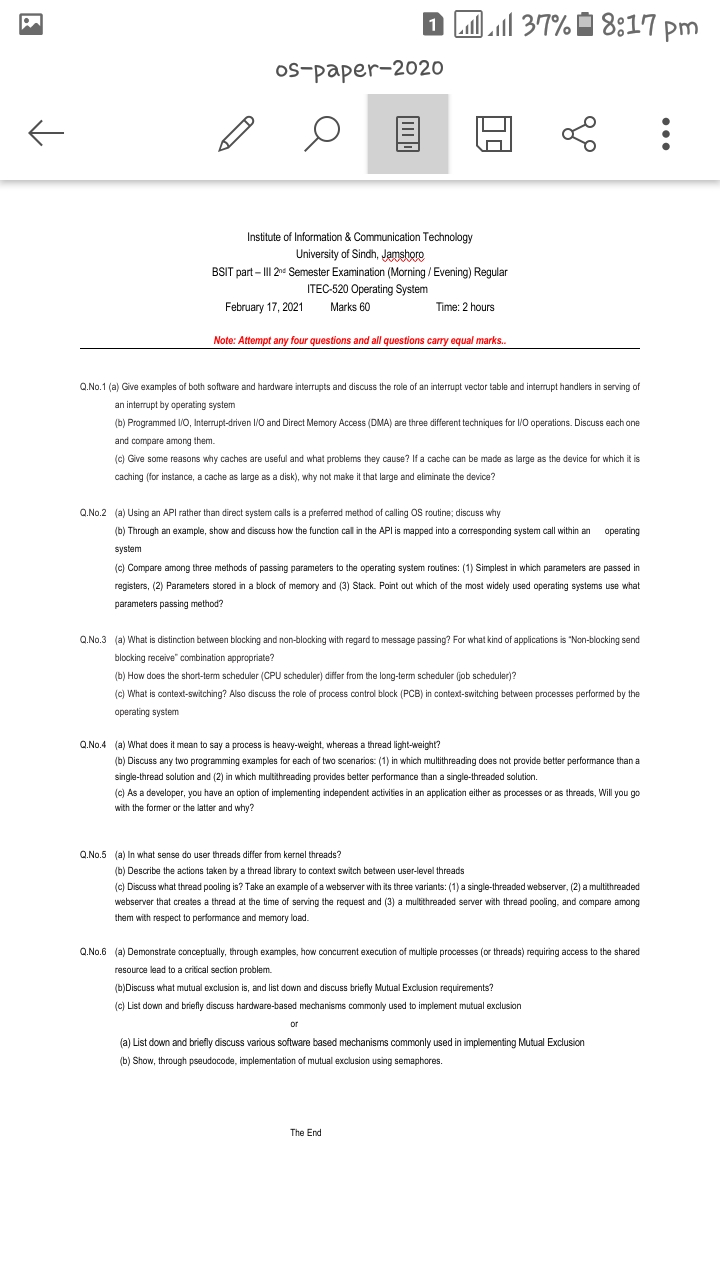 1 37% 8:17 pm
os-paper-2020
Institute of Information & Communication Technology
University of Sindh, Jamshoro
BSIT part – III 2nd Semester Examination (Morning / Evening) Regular
ITEC-520 Operating System
February 17, 2021 Marks 60 Time: 2 hours
Note: Attempt any four questions and all questions carry equal marks..
Q.No.1 (a) Give examples of both software and hardware interrupts and discuss the role of an interrupt vector table and interrupt handlers in serving of
an interrupt by operating system
(b) Programmed I/O, Interrupt-driven I/O and Direct Memory Access (DMA) are three different techniques for I/O operations. Discuss each one
and compare among them.
(c) Give some reasons why caches are useful and what problems they cause? If a cache can be made as large as the device for which it is
caching (for instance, a cache as large as a disk), why not make it that large and eliminate the device?
Q.No.2 (a) Using an API rather than direct system calls is a preferred method of calling OS routine; discuss why
(b) Through an example, show and discuss how the function call in the API is mapped into a corresponding system call within an operating
system
(c) Compare among three methods of passing parameters to the operating system routines: (1) Simplest in which parameters are passed in
registers, (2) Parameters stored in a block of memory and (3) Stack. Point out which of the most widely used operating systems use what
parameters passing method?
Q.No.3 (a) What is distinction between blocking and non-blocking with regard to message passing? For what kind of applications is “Non-blocking send
blocking receive” combination appropriate?
(b) How does the short-term scheduler (CPU scheduler) differ from the long-term scheduler (job scheduler)?
(c) What is context-switching? Also discuss the role of process control block (PCB) in context-switching between processes performed by the
operating system
Q.No.4 (a) What does it mean to say a process is heavy-weight, whereas a thread light-weight?
(b) Discuss any two programming examples for each of two scenarios: (1) in which multithreading does not provide better performance than a
single-thread solution and (2) in which multithreading provides better performance than a single-threaded solution.
(c) As a developer, you have an option of implementing independent activities in an application either as processes or as threads, Will you go
with the former or the latter and why?
Q.No.5 (a) In what sense do user threads differ from kernel threads?
(b) Describe the actions taken by a thread library to context switch between user-level threads
(c) Discuss what thread pooling is? Take an example of a webserver with its three variants: (1) a single-threaded webserver, (2) a multithreaded
webserver that creates a thread at the time of serving the request and (3) a multithreaded server with thread pooling, and compare among
them with respect to performance and memory load.
Q.No.6 (a) Demonstrate conceptually, through examples, how concurrent execution of multiple processes (or threads) requiring access to the shared
resource lead to a critical section problem.
(b)Discuss what mutual exclusion is, and list down and discuss briefly Mutual Exclusion requirements?
(c) List down and briefly discuss hardware-based mechanisms commonly used to implement mutual exclusion
or
(a) List down and briefly discuss various software based mechanisms commonly used in implementing Mutual Exclusion
(b) Show, through pseudocode, implementation of mutual exclusion using semaphores.
The End